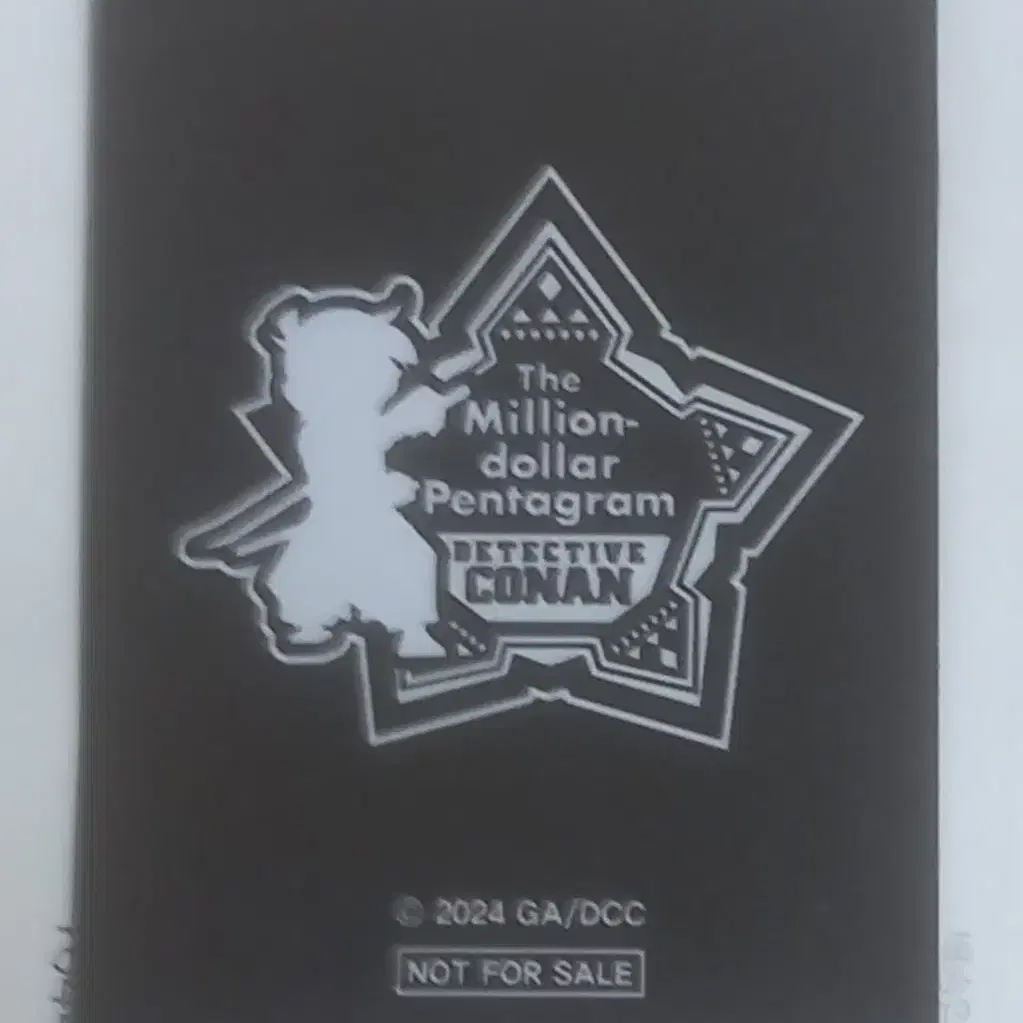 The
Million-
dollar
Pentagram
DETECTIVE
CONAN
© 2024 GA/DCC
NOT FOR SALE